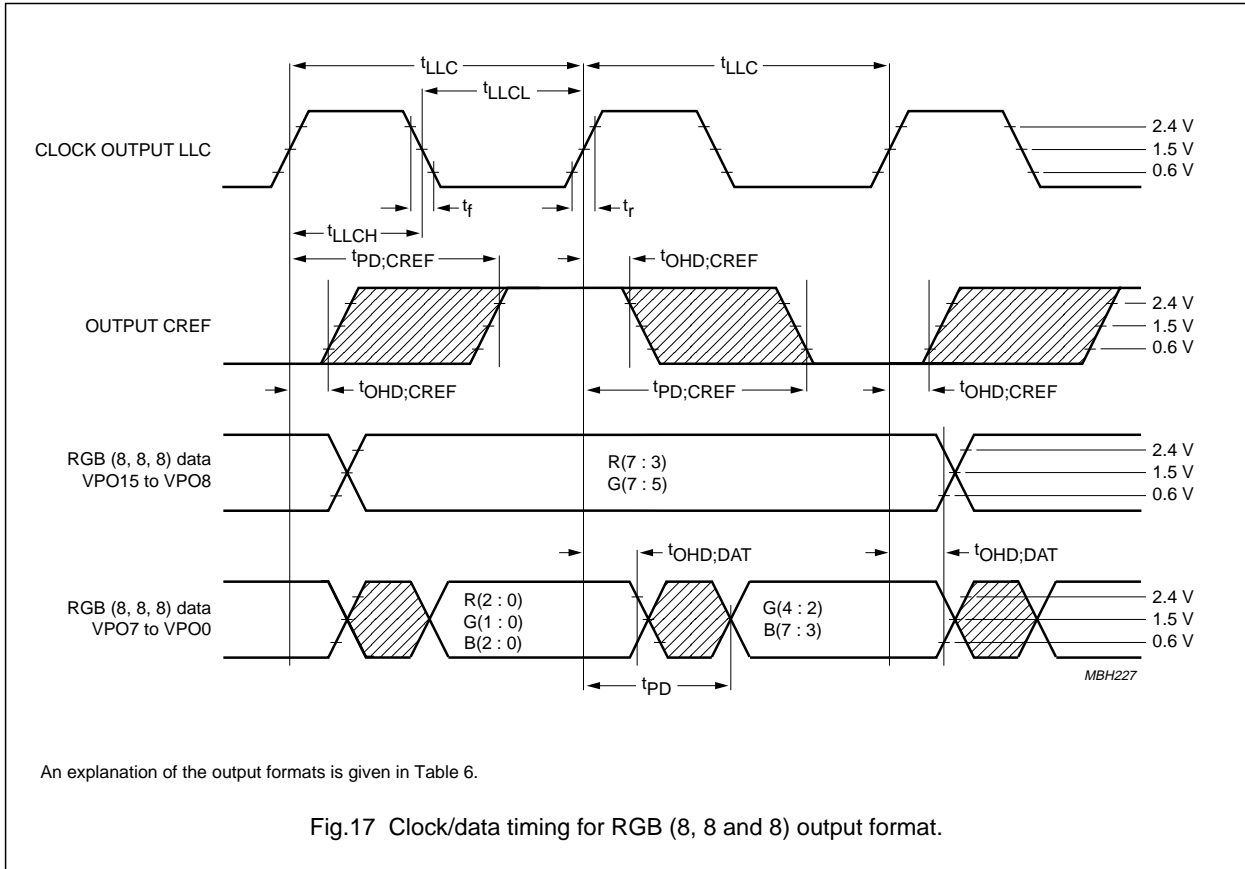 tLLC
tLLC
tLLCL
CLOCK OUTPUT LLC
2.4 V
1.5 V
0.6 V
tf
tr
tLLCH
tPD;CREF
tOHD;CREF
OUTPUT CREF
2.4 V
1.5 V
0.6 V
tOHD;CREF
tPD;CREF
tOHD;CREF
RGB (8, 8, 8) data
VPO15 to VPO8
R(7 : 3)
G(7 : 5)
2.4 V
1.5 V
0.6 V
tOHD;DAT
tOHD;DAT
RGB (8, 8, 8) data
VPO7 to VPO0
R(2 : 0)
G(1 : 0)
B(2 : 0)
G(4 : 2)
B(7 : 3)
2.4 V
1.5 V
0.6 V
tPD
MBH227
An explanation of the output formats is given in Table 6.
Fig.17 Clock/data timing for RGB (8, 8 and 8) output format.